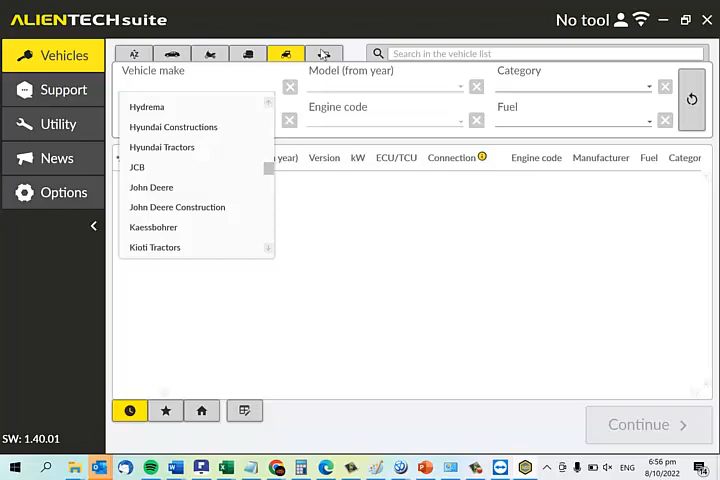 ALIENTECH suite
No tool
Vehicles
Support
Utility
News
Options
SW: 1.40.01
AZ
Search in the vehicle list
Vehicle make
Model (from year)
Category
Engine code
Fuel
Hydrema
Hyundai Constructions
Hyundai Tractors
JCB
John Deere
John Deere Construction
Kaessbohrer
Kioti Tractors
year) Version kW ECU/TCU Connection Engine code Manufacturer Fuel Categor
Continue
ENG
6:56 pm
8/10/2022
14